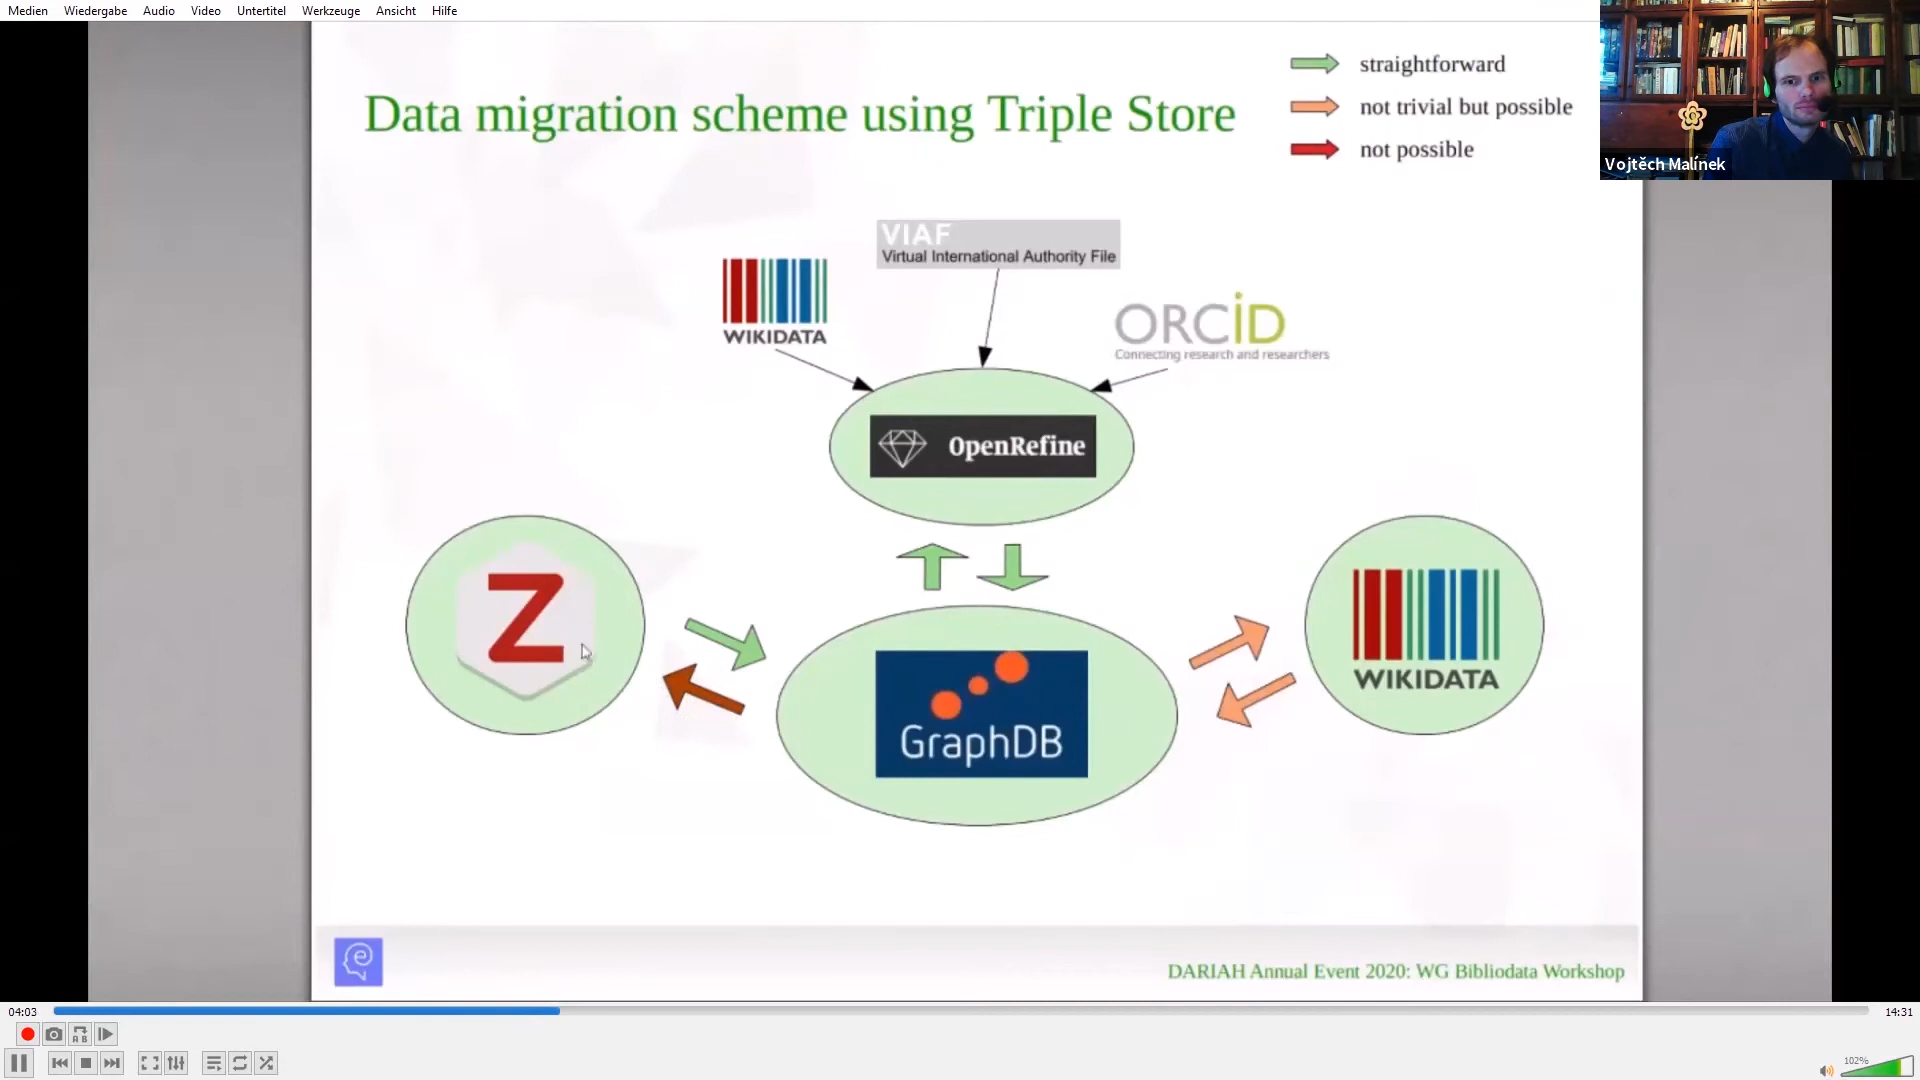 Medien Wiedergabe Audio Video Untertitel Werkzeuge Ansicht Hilfe
Data migration scheme using Triple Store
straightforward
not trivial but possible
not possible
Vojtěch Malínek
VIAF
Virtual International Authority File
WIKIDATA
ORCiD
Connecting research and researchers
OpenRefine
Z
GraphDB
WIKIDATA
e
DARIAH Annual Event 2020: WG Bibliodata Workshop
04:03
14:31
A B
102%